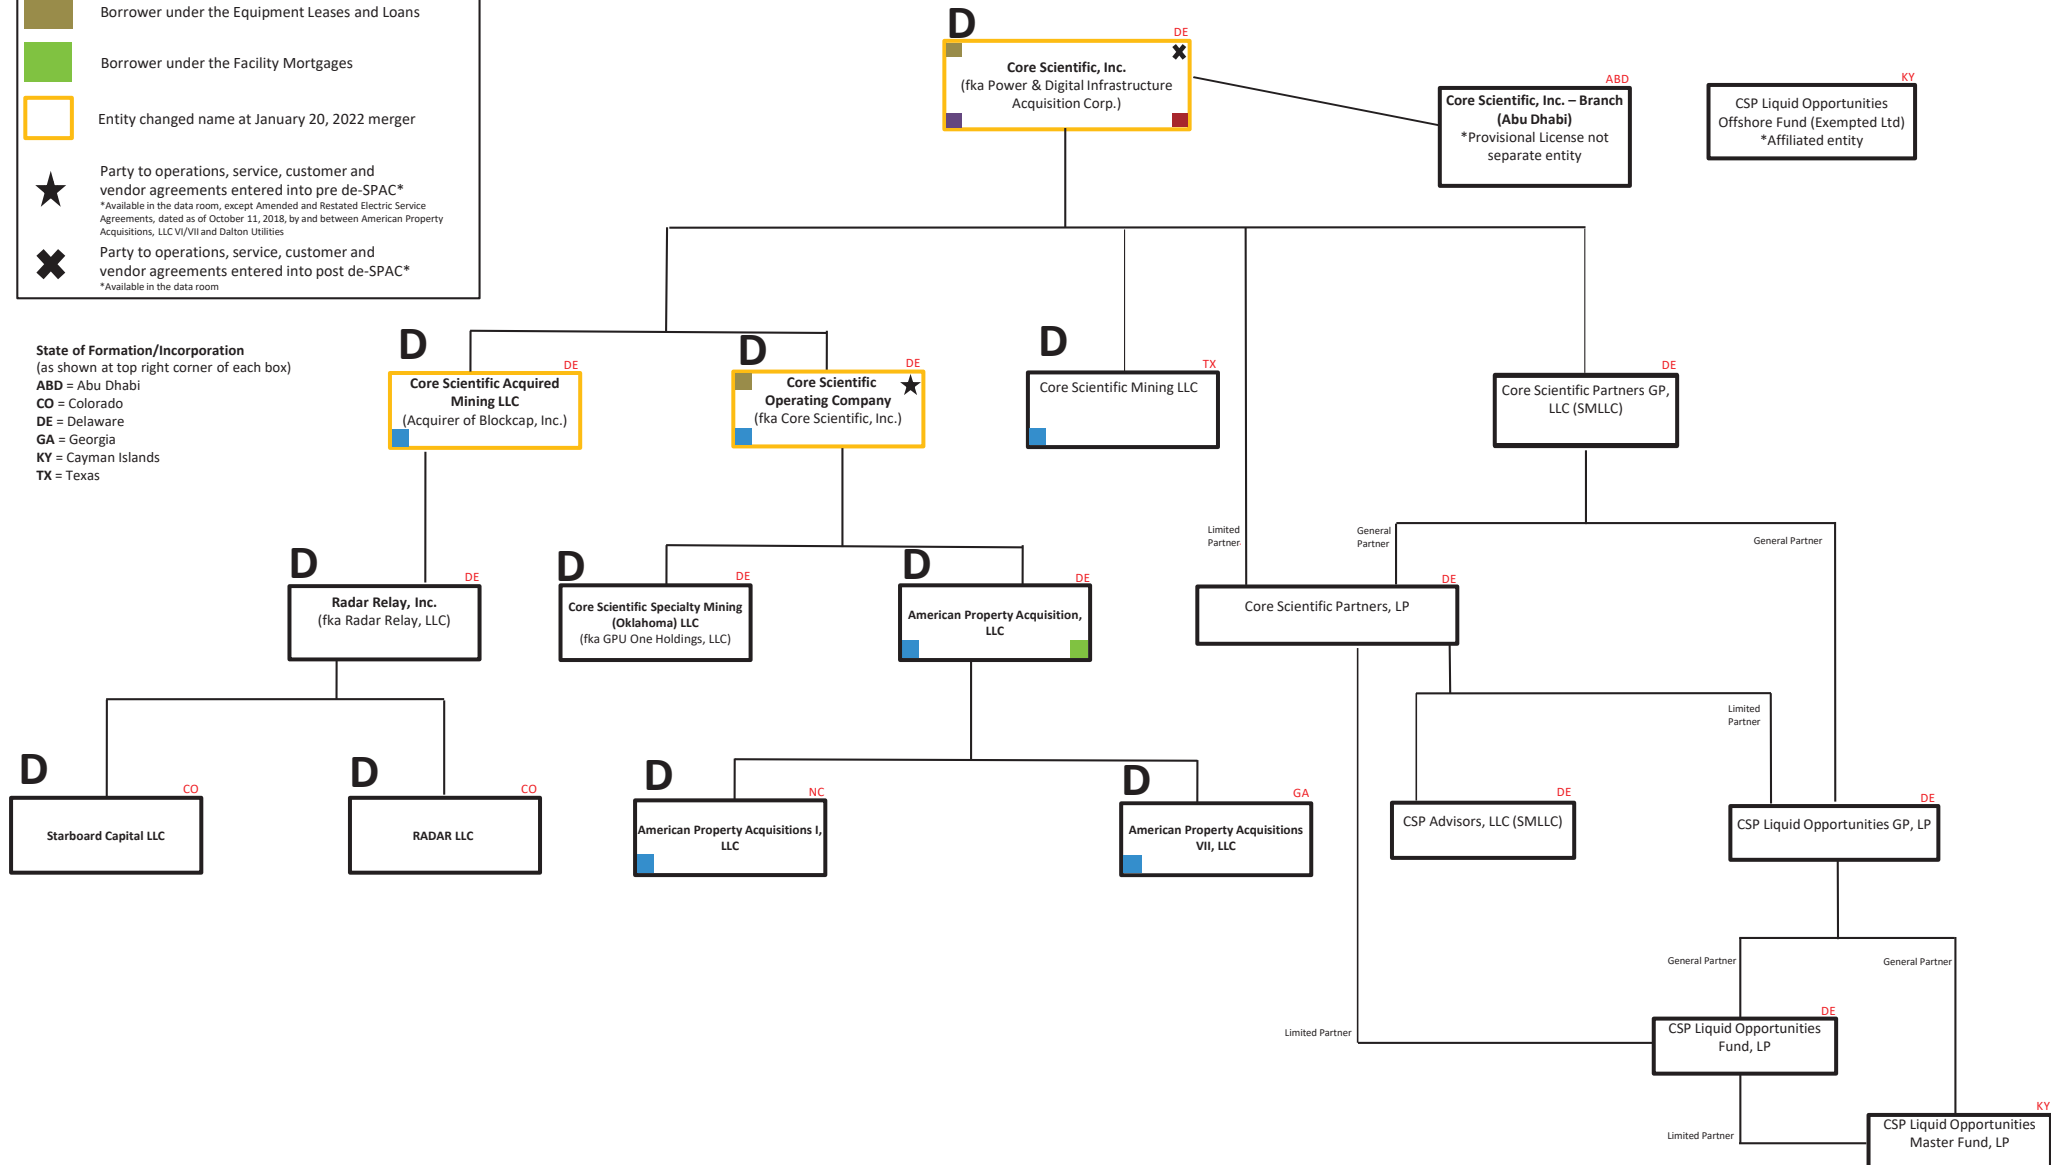 Borrower under the Equipment Leases and Loans
Borrower under the Facility Mortgages
Entity changed name at January 20, 2022 merger
Party to operations, service, customer and
vendor agreements entered into pre de-SPAC*
*Available in the data room, except Amended and Restated Electric Service
Agreements, dated as of October 11, 2018, by and between American Property
Acquisitions, LLC VI/VII and Dalton Utilities
Party to operations, service, customer and
vendor agreements entered into post de-SPAC*
*Available in the data room
State of Formation/Incorporation
(as shown at top right corner of each box)
ABD = Abu Dhabi
CO = Colorado
DE = Delaware
GA = Georgia
KY = Cayman Islands
TX = Texas
D
DE
Core Scientific, Inc.
(fka Power & Digital Infrastructure
Acquisition Corp.)
ABD
Core Scientific, Inc. – Branch
(Abu Dhabi)
*Provisional License not
separate entity
KY
CSP Liquid Opportunities
Offshore Fund (Exempted Ltd)
*Affiliated entity
D
DE
Core Scientific Acquired
Mining LLC
(Acquirer of Blockcap, Inc.)
D
DE
Core Scientific
Operating Company
(fka Core Scientific, Inc.)
D
TX
Core Scientific Mining LLC
DE
Core Scientific Partners GP,
LLC (SMLLC)
Limited
Partner
General
Partner
General Partner
D
DE
Radar Relay, Inc.
(fka Radar Relay, LLC)
D
DE
Core Scientific Specialty Mining
(Oklahoma) LLC
(fka GPU One Holdings, LLC)
D
DE
American Property Acquisition,
LLC
DE
Core Scientific Partners, LP
Limited
Partner
D
CO
Starboard Capital LLC
D
CO
RADAR LLC
D
NC
American Property Acquisitions I,
LLC
D
GA
American Property Acquisitions
VII, LLC
DE
CSP Advisors, LLC (SMLLC)
DE
CSP Liquid Opportunities GP, LP
General Partner
General Partner
Limited Partner
DE
CSP Liquid Opportunities
Fund, LP
Limited Partner
KY
CSP Liquid Opportunities
Master Fund, LP